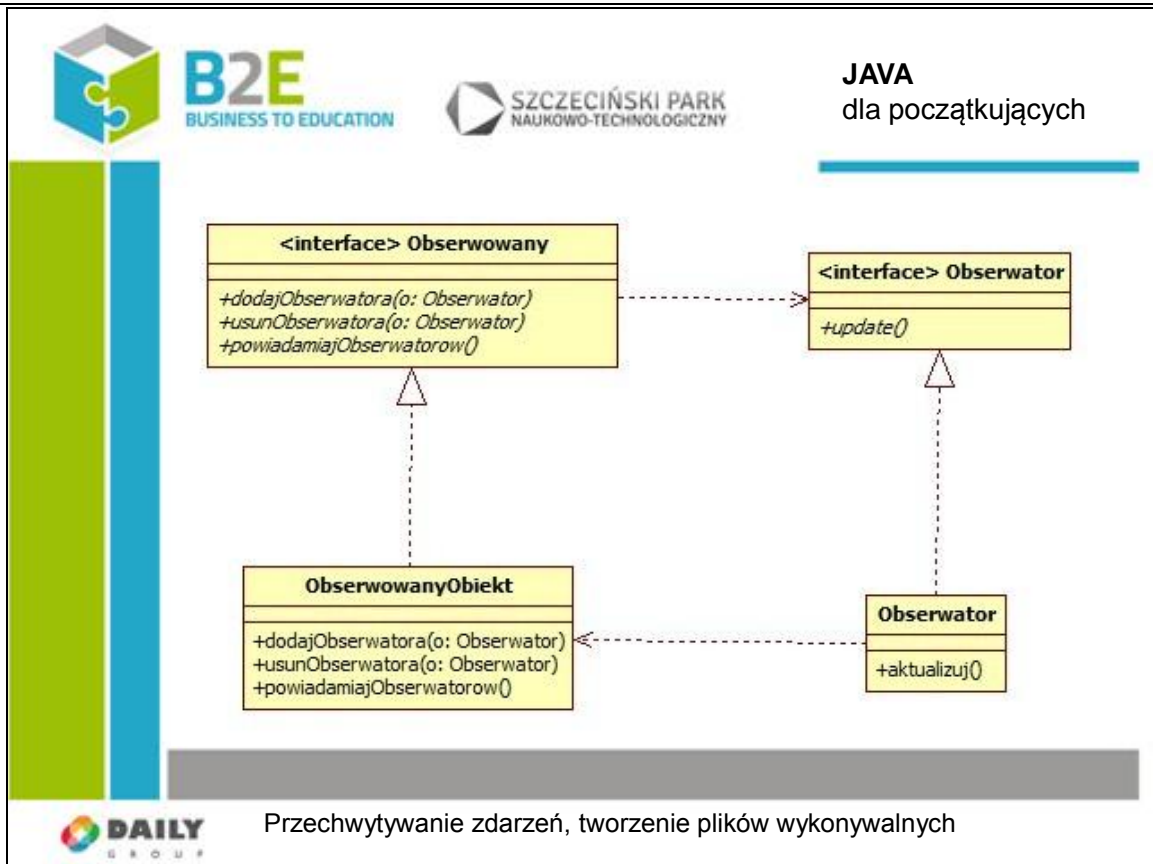 B2E
BUSINESS TO EDUCATION
SZCZECIŃSKI PARK
NAUKOWO-TECHNOLOGICZNY
JAVA
dla początkujących
<interface> Obserwowany
+dodajObserwatora(o: Obserwator)
+usunObserwatora(o: Obserwator)
+powiadamiajObserwatorow()
<interface> Obserwator
+update()
ObserwowanyObiekt
+dodajObserwatora(o: Obserwator)
+usunObserwatora(o: Obserwator)
+powiadamiajObserwatorow()
Obserwator
+aktualizuj()
DAILY
GROUP
Przechwytywanie zdarzeń, tworzenie plików wykonywalnych